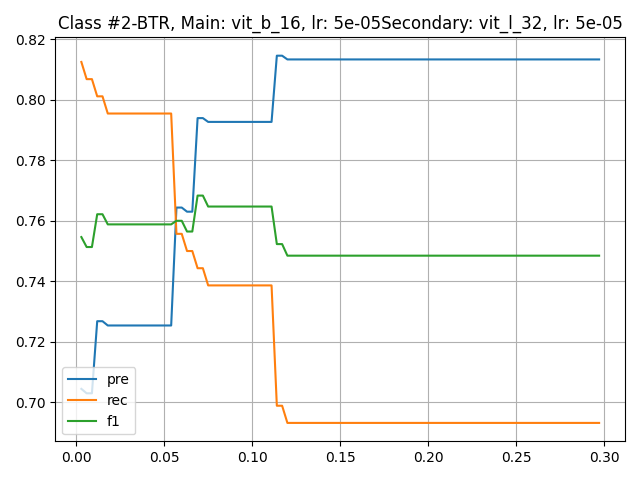 Class #2-BTR, Main: vit_b_16, lr: 5e-05Secondary: vit_l_32, lr: 5e-05
0.82
0.80
0.78
0.76
0.74
0.72
0.70
pre
rec
f1
0.00 0.05 0.10 0.15 0.20 0.25 0.30